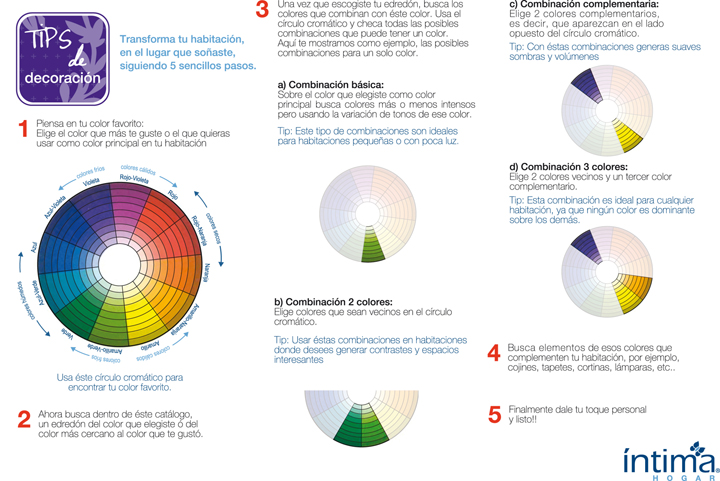 TiPS
de
decoración
Transforma tu habitación,
en el lugar que soñaste,
siguiendo 5 sencillos pasos.
1
Piensa en tu color favorito:
Elige el color que más te guste o el que quieras
usar como color principal en tu habitación
colores fríos
colores cálidos
Azul-Violeta
Violeta
Rojo-Violeta
Rojo
Rojo-Naranja
colores secos
Naranja
Amarillo-Naranja
Amarillo
Amarillo-Verde
Verde
Azul-Verde
Azul
colores húmedos
colores fríos
colores cálidos
Usa éste círculo cromático para
encontrar tu color favorito.
2
Ahora busca dentro de éste catálogo,
un edredón del color que elegiste ó del
color más cercano al color que te gustó.
3
Una vez que escogiste tu edredón, busca los
colores que combinan con éste color. Usa el
círculo cromático y checa todas las posibles
combinaciones que puede tener un color.
Aquí te mostramos como ejemplo, las posibles
combinaciones para un solo color.
a) Combinación básica:
Sobre el color que elegiste como color
principal busca colores más o menos intensos
pero usando la variación de tonos de ese color.
Tip: Este tipo de combinaciones son ideales
para habitaciones pequeñas o con poca luz.
b) Combinación 2 colores:
Elige colores que sean vecinos en el círculo
cromático.
Tip: Usar éstas combinaciones en habitaciones
donde desees generar contrastes y espacios
interesantes
c) Combinación complementaria:
Elige 2 colores complementarios,
es decir, que aparezcan en el lado
opuesto del círculo cromático.
Tip: Con éstas combinaciones generas suaves
sombras y volúmenes
d) Combinación 3 colores:
Elige 2 colores vecinos y un tercer color
complementario.
Tip: Esta combinación es ideal para cualquier
habitación, ya que ningún color es dominante
sobre los demás.
4
Busca elementos de esos colores que
complementen tu habitación, por ejemplo,
cojines, tapetes, cortinas, lámparas, etc..
5
Finalmente dale tu toque personal
y listo!!
íntima®
HOGAR